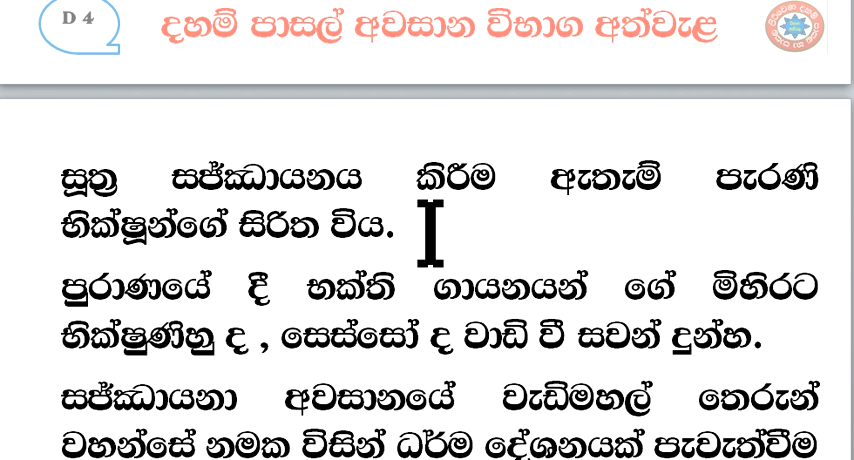 D 4
දහම් පාසල් අවසාන විභාග අත්වැළ
සූත්‍ර සජ්ඣායනය කිරීම ඇතැම් පැරණි
භික්ෂූන්ගේ සිරිත විය.
පුරාණයේ දී භක්ති ගායනයන් ගේ මිහිරට
භික්ෂුණිහු ද , සෙස්සෝ ද වාඩි වී සවන් දුන්හ.
සජ්ඣායනා අවසානයේ වැඩිමහල් තෙරුන්
වහන්සේ නමක විසින් ධර්ම දේශනයක් පැවැත්වීම